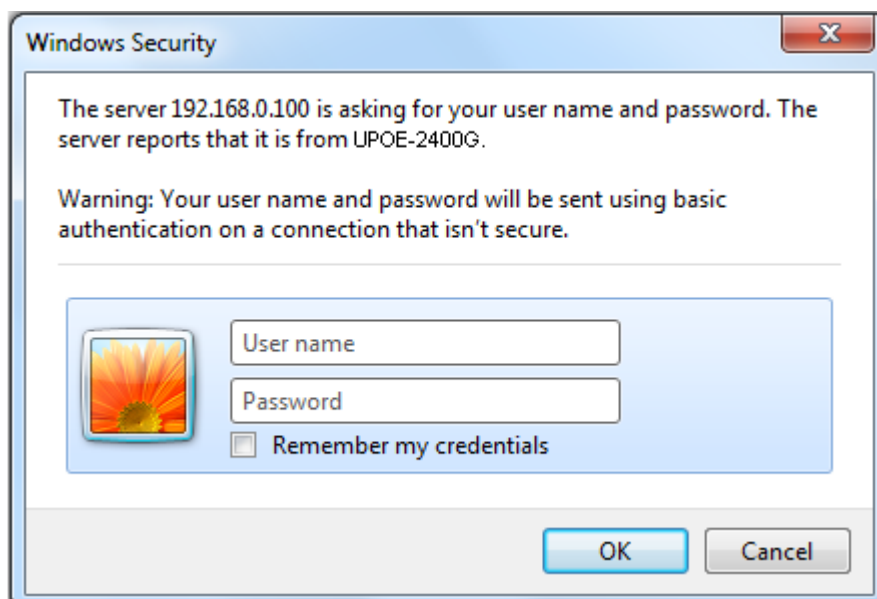 Windows Security
The server 192.168.0.100 is asking for your user name and password. The
server reports that it is from UPOE-2400G.
Warning: Your user name and password will be sent using basic
authentication on a connection that isn't secure.
User name
Password
Remember my credentials
OK
Cancel